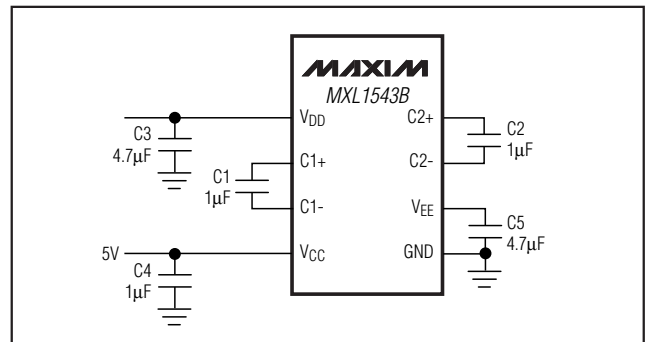 MAXIM
MXL1543B
VDD
C2+
C3
4.7µF
C2
1µF
C1+
C2-
C1
1µF
C1-
VEE
C5
4.7µF
5V
VCC
GND
C4
1µF